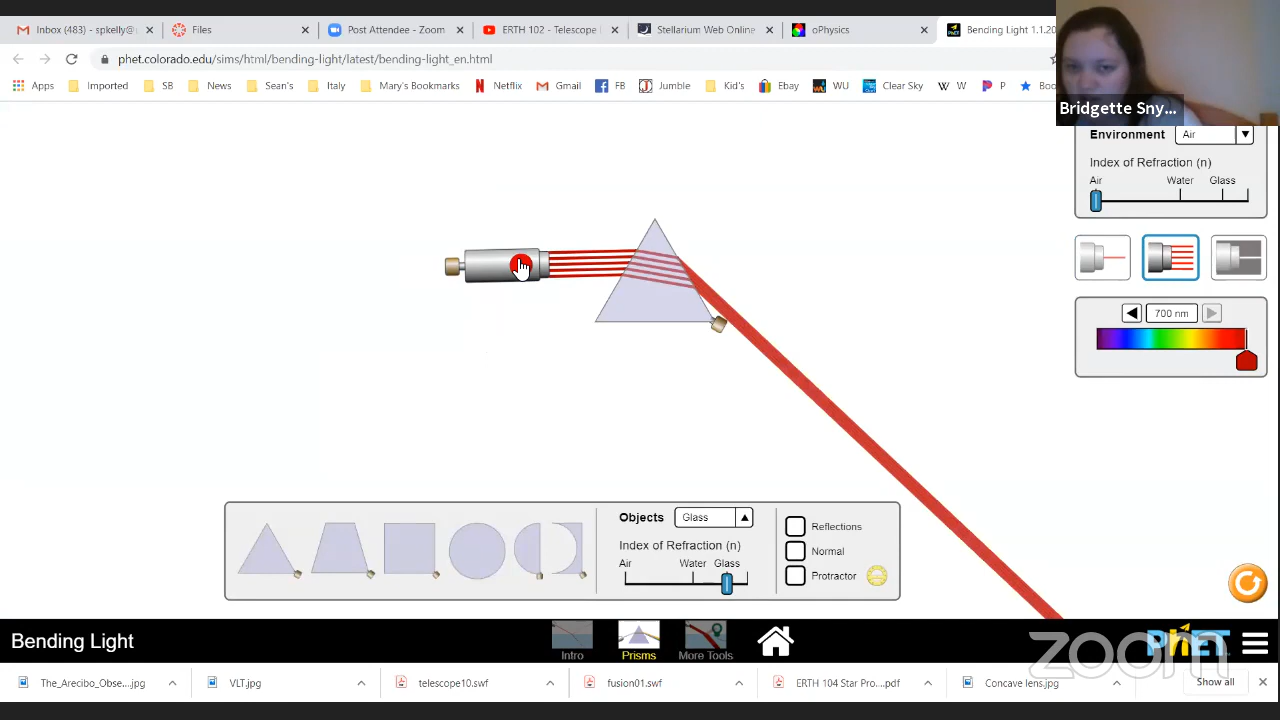 Inbox (483) - spkelly@
Files
Post Attendee - Zoom
ERTH 102 - Telescope
Stellarium Web Online
oPhysics
Bending Light 1.1.20
phet.colorado.edu/sims/html/bending-light/latest/bending-light_en.html
Apps
Imported
SB
News
Search
Italy
Mary's Bookmarks
Netflix
Gmail
FB
Jumble
Kid's
Ebay
WU
Clear Sky
W
P
Boo
Bridgette Sny...
Environment Air
Index of Refraction (n)
Air Water Glass
700 nm
Objects Glass
Index of Refraction (n)
Air Water Glass
Reflections
Normal
Protractor
Bending Light
Intro
Prisms
More Tools
PhET
zoom
The_Arecibo_Obse....jpg
VLT.jpg
telescope10.swf
fusion01.swf
ERTH 104 Star Pro....pdf
Concave lens.jpg
Show all